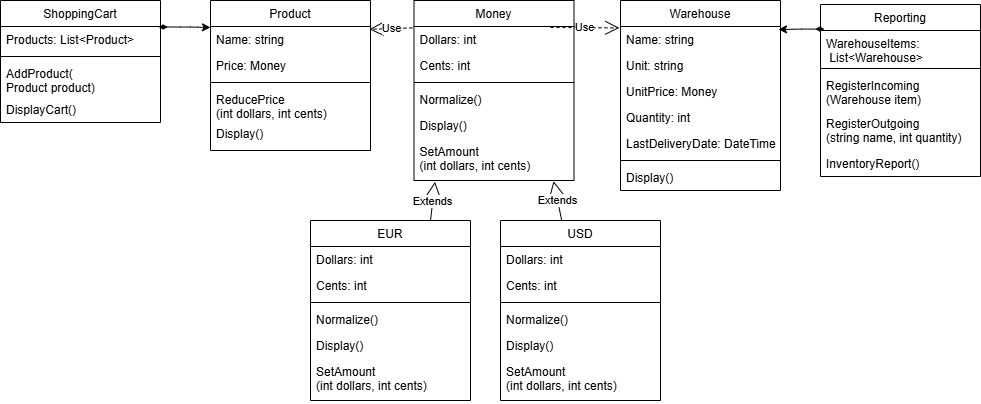 ShoppingCart
Products: List<Product>
AddProduct(
Product product)
DisplayCart()
Product
Name: string
Price: Money
ReducePrice
(int dollars, int cents)
Display()
Use
Money
Dollars: int
Cents: int
Normalize()
Display()
SetAmount
(int dollars, int cents)
Use
Warehouse
Name: string
Unit: string
UnitPrice: Money
Quantity: int
LastDeliveryDate: DateTime
Display()
Reporting
WarehouseItems:
List<Warehouse>
RegisterIncoming
(Warehouse item)
RegisterOutgoing
(string name, int quantity)
InventoryReport()
Extends
Extends
EUR
Dollars: int
Cents: int
Normalize()
Display()
SetAmount
(int dollars, int cents)
USD
Dollars: int
Cents: int
Normalize()
Display()
SetAmount
(int dollars, int cents)